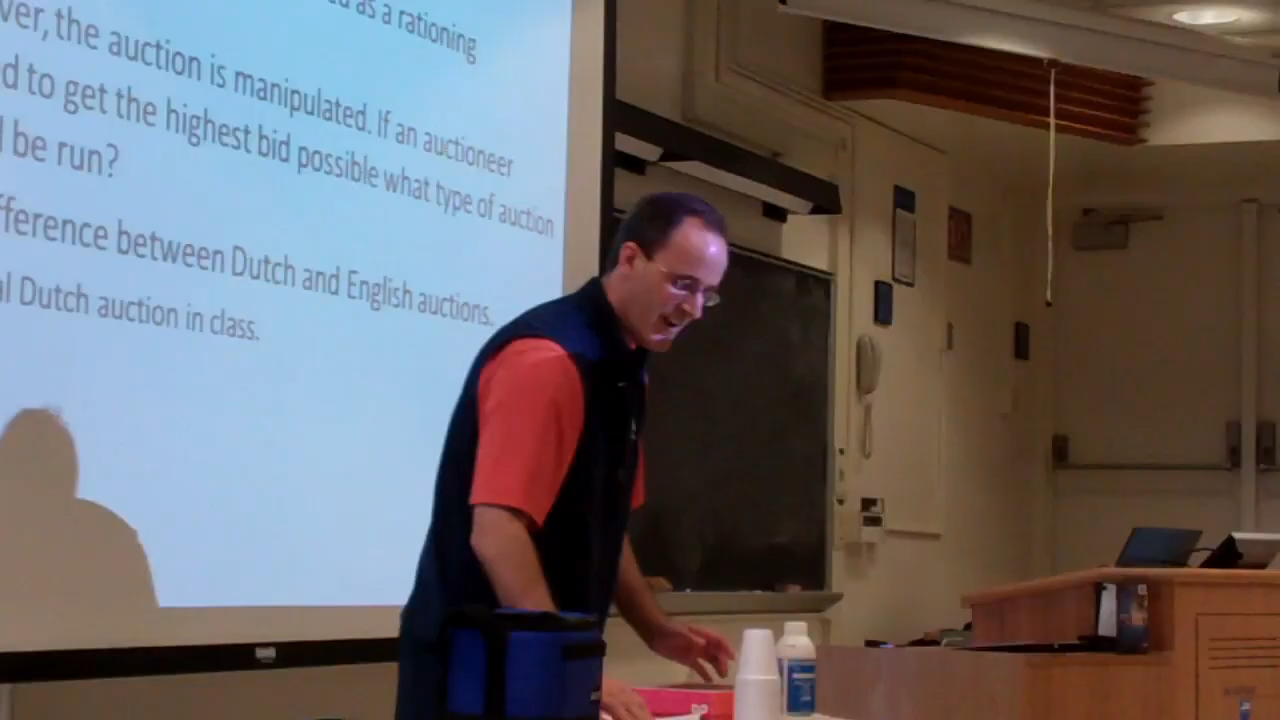 as a rationing
ver, the auction is manipulated. If an auctioneer
d to get the highest bid possible what type of auction
be run?
fference between Dutch and English auctions.
al Dutch auction in class.